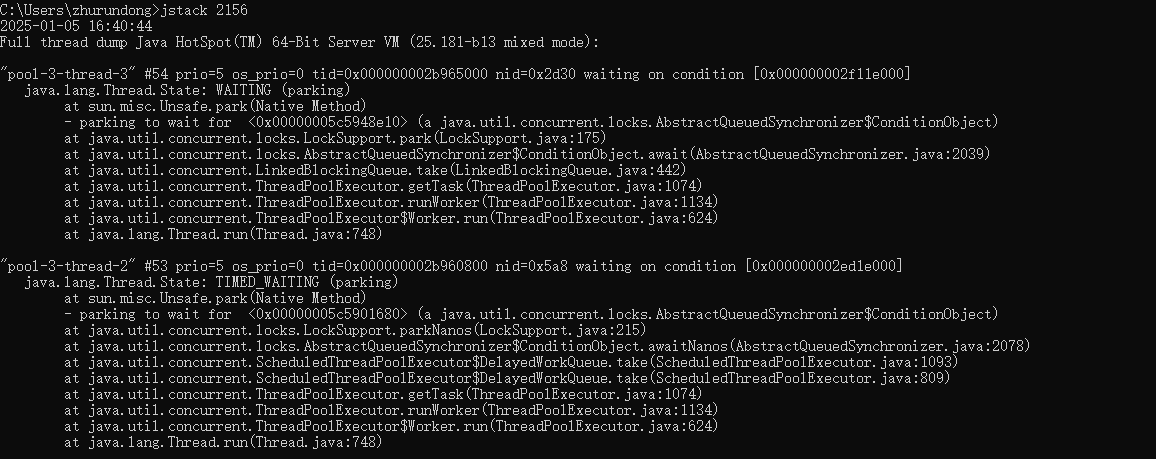 C:\Users\zhurundong>jstack 2156
2025-01-05 16:40:44
Full thread dump Java HotSpot(TM) 64-Bit Server VM (25.181-b13 mixed mode):
"pool-3-thread-3" #54 prio=5 os_prio=0 tid=0x000000002b965000 nid=0x2d30 waiting on condition [0x000000002f11e000]
java.lang.Thread.State: WAITING (parking)
at sun.misc.Unsafe.park(Native Method)
- parking to wait for <0x00000005c5948e10> (a java.util.concurrent.locks.AbstractQueuedSynchronizer$ConditionObject)
at java.util.concurrent.locks.LockSupport.park(LockSupport.java:175)
at java.util.concurrent.locks.AbstractQueuedSynchronizer$ConditionObject.await(AbstractQueuedSynchronizer.java:2039)
at java.util.concurrent.LinkedBlockingQueue.take(LinkedBlockingQueue.java:442)
at java.util.concurrent.ThreadPoolExecutor.getTask(ThreadPoolExecutor.java:1074)
at java.util.concurrent.ThreadPoolExecutor.runWorker(ThreadPoolExecutor.java:1134)
at java.util.concurrent.ThreadPoolExecutor$Worker.run(ThreadPoolExecutor.java:624)
at java.lang.Thread.run(Thread.java:748)
"pool-3-thread-2" #53 prio=5 os_prio=0 tid=0x000000002b960800 nid=0x5a8 waiting on condition [0x000000002ed1e000]
java.lang.Thread.State: TIMED_WAITING (parking)
at sun.misc.Unsafe.park(Native Method)
- parking to wait for <0x00000005c5901680> (a java.util.concurrent.locks.AbstractQueuedSynchronizer$ConditionObject)
at java.util.concurrent.locks.LockSupport.parkNanos(LockSupport.java:215)
at java.util.concurrent.locks.AbstractQueuedSynchronizer$ConditionObject.awaitNanos(AbstractQueuedSynchronizer.java:2078)
at java.util.concurrent.ScheduledThreadPoolExecutor$DelayedWorkQueue.take(ScheduledThreadPoolExecutor.java:1093)
at java.util.concurrent.ScheduledThreadPoolExecutor$DelayedWorkQueue.take(ScheduledThreadPoolExecutor.java:809)
at java.util.concurrent.ThreadPoolExecutor.getTask(ThreadPoolExecutor.java:1074)
at java.util.concurrent.ThreadPoolExecutor.runWorker(ThreadPoolExecutor.java:1134)
at java.util.concurrent.ThreadPoolExecutor$Worker.run(ThreadPoolExecutor.java:624)
at java.lang.Thread.run(Thread.java:748)